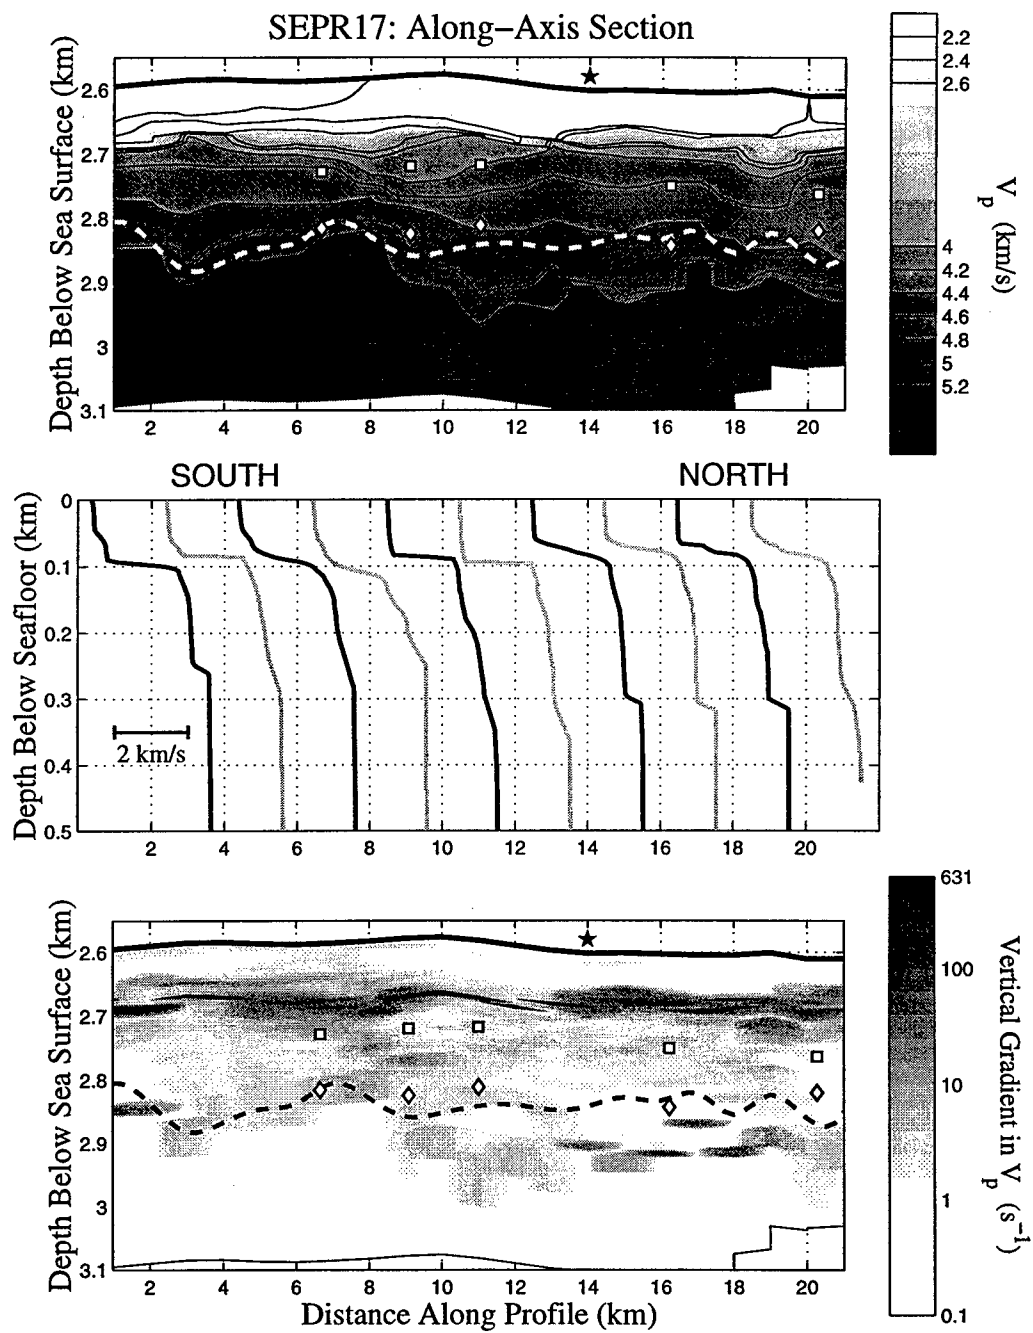 SEPR17: Along-Axis Section
Depth Below Sea Surface (km)
2.6
2.7
2.8
2.9
3
3.1
2 4 6 8 10 12 14 16 18 20
2.2
2.4
2.6
4
4.2
4.4
4.6
4.8
5
5.2
Vp (km/s)
SOUTH NORTH
Depth Below Seafloor (km)
0
0.1
0.2
0.3
0.4
0.5
2 km/s
2 4 6 8 10 12 14 16 18 20
Depth Below Sea Surface (km)
2.6
2.7
2.8
2.9
3
3.1
2 4 6 8 10 12 14 16 18 20
Distance Along Profile (km)
631
100
10
1
0.1
Vertical Gradient in Vp (s⁻¹)